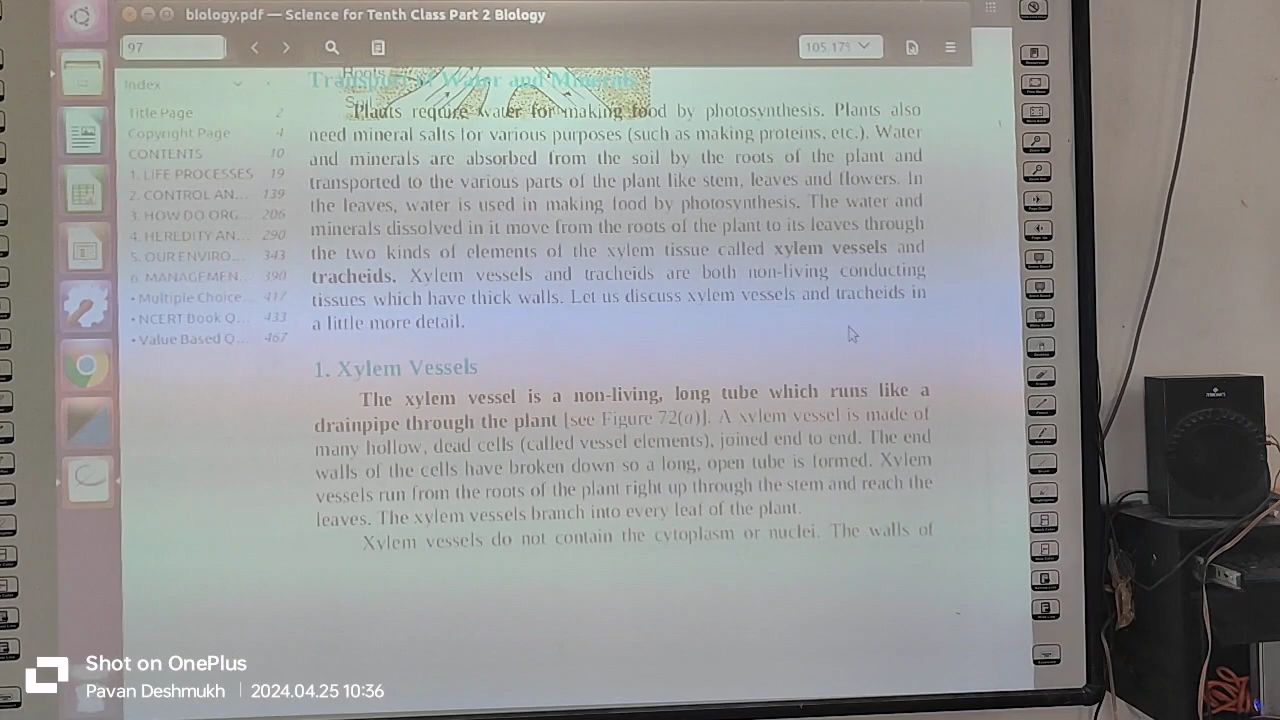 biology.pdf — Science for Tenth Class Part 2 Biology
97
105.17%
Index
Title Page 2
Copyright Page 4
CONTENTS 10
1. LIFE PROCESSES 19
2. CONTROL AN... 139
3. HOW DO ORG... 206
4. HEREDITY AN... 290
5. OUR ENVIRO... 343
6. MANAGEMEN... 390
• Multiple Choice... 417
• NCERT Book Q... 433
• Value Based Q... 467
Transport of Water and Minerals
Plants require water for making food by photosynthesis. Plants also
need mineral salts for various purposes (such as making proteins, etc.). Water
and minerals are absorbed from the soil by the roots of the plant and
transported to the various parts of the plant like stem, leaves and flowers. In
the leaves, water is used in making food by photosynthesis. The water and
minerals dissolved in it move from the roots of the plant to its leaves through
the two kinds of elements of the xylem tissue called xylem vessels and
tracheids. Xylem vessels and tracheids are both non-living conducting
tissues which have thick walls. Let us discuss xylem vessels and tracheids in
a little more detail.
1. Xylem Vessels
The xylem vessel is a non-living, long tube which runs like a
drainpipe through the plant [see Figure 72(a)]. A xylem vessel is made of
many hollow, dead cells (called vessel elements), joined end to end. The end
walls of the cells have broken down so a long, open tube is formed. Xylem
vessels run from the roots of the plant right up through the stem and reach the
leaves. The xylem vessels branch into every leaf of the plant.
Xylem vessels do not contain the cytoplasm or nuclei. The walls of
Shot on OnePlus
Pavan Deshmukh | 2024.04.25 10:36